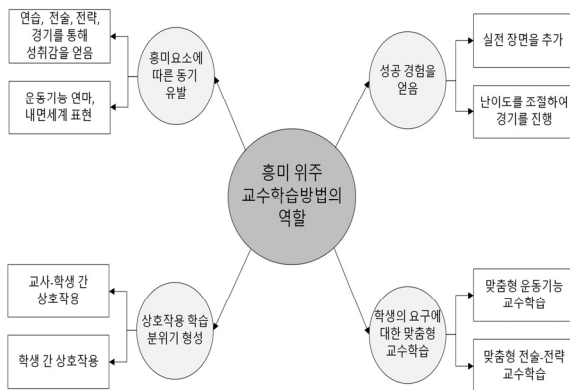 연습, 전술, 전략,
경기를 통해
성취감을 얻음
운동기능 연마,
내면세계 표현
흥미요소에
따른 동기
유발
성공 경험을
얻음
실전 장면을 추가
난이도를 조절하여
경기를 진행
흥미 위주
교수학습방법의
역할
교사-학생 간
상호작용
학생 간 상호작용
상호작용 학습
분위기 형성
학생의 요구에
대한 맞춤형
교수학습
맞춤형 운동기능
교수학습
맞춤형 전술-전략
교수학습